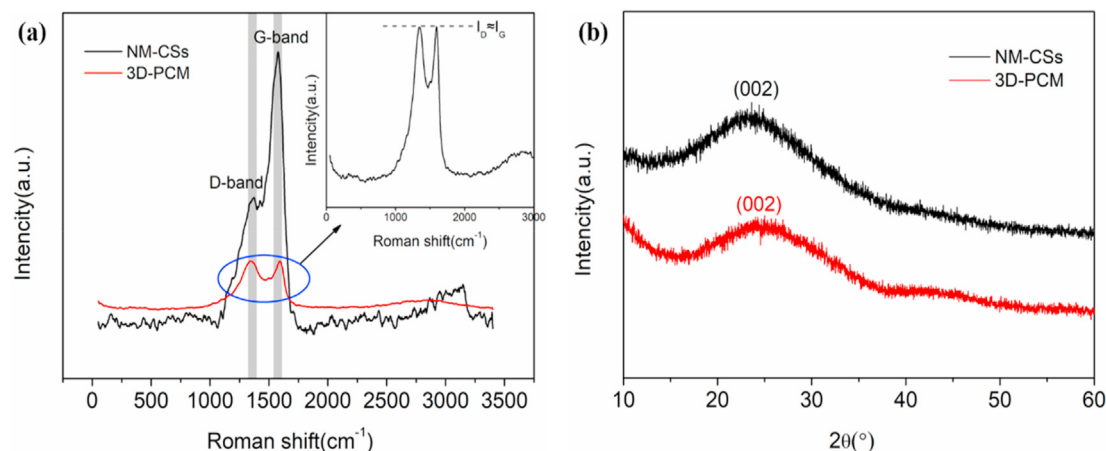 (a)
NM-CSs
3D-PCM
G-band
D-band
I_D≈I_G
Intencity(a.u.)
0 1000 2000 3000
Roman shift(cm⁻¹)
Intencity(a.u.)
0 500 1000 1500 2000 2500 3000 3500
Roman shift(cm⁻¹)
(b)
NM-CSs
3D-PCM
(002)
(002)
Intencity(a.u.)
10 20 30 40 50 60
2θ(°)